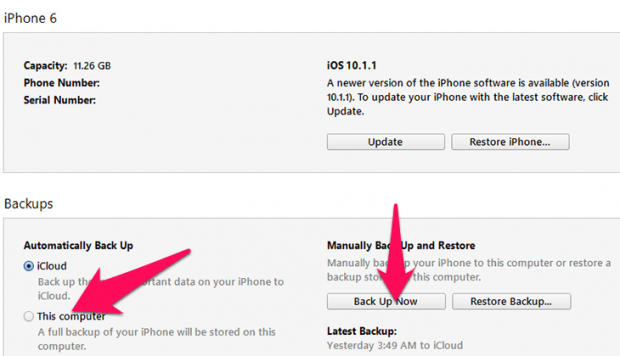 iPhone 6
Capacity: 11.26 GB
Phone Number:
Serial Number:
iOS 10.1.1
A newer version of the iPhone software is available (version
10.1.1). To update your iPhone with the latest software, click
Update.
Update
Restore iPhone...
Backups
Automatically Back Up
iCloud
Back up the ortant data on your iPhone to
iCloud.
This computer
A full backup of your iPhone will be stored on this
computer.
Manually Back Up and Restore
Manually back your iPhone to this computer or restore a
backup stored this computer.
Back Up Now
Restore Backup...
Latest Backup:
Yesterday 3:49 AM to iCloud